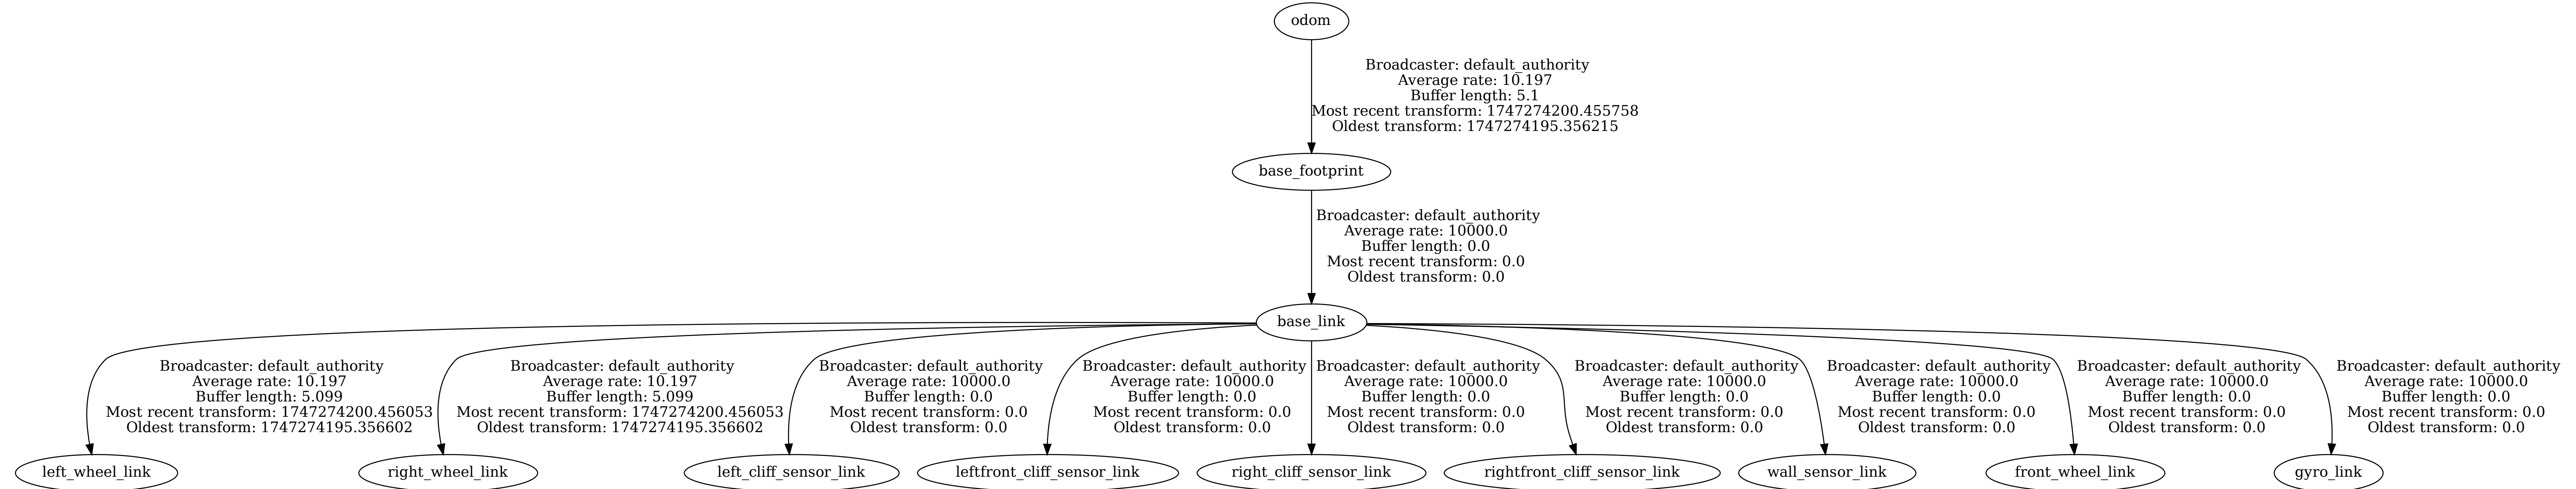 odom
Broadcaster: default_authority
Average rate: 10.197
Buffer length: 5.1
Most recent transform: 1747274200.455758
Oldest transform: 1747274195.356215
base_footprint
Broadcaster: default_authority
Average rate: 10000.0
Buffer length: 0.0
Most recent transform: 0.0
Oldest transform: 0.0
base_link
Broadcaster: default_authority
Average rate: 10.197
Buffer length: 5.099
Most recent transform: 1747274200.456053
Oldest transform: 1747274195.356602
Broadcaster: default_authority
Average rate: 10.197
Buffer length: 5.099
Most recent transform: 1747274200.456053
Oldest transform: 1747274195.356602
Broadcaster: default_authority
Average rate: 10000.0
Buffer length: 0.0
Most recent transform: 0.0
Oldest transform: 0.0
Broadcaster: default_authority
Average rate: 10000.0
Buffer length: 0.0
Most recent transform: 0.0
Oldest transform: 0.0
Broadcaster: default_authority
Average rate: 10000.0
Buffer length: 0.0
Most recent transform: 0.0
Oldest transform: 0.0
Broadcaster: default_authority
Average rate: 10000.0
Buffer length: 0.0
Most recent transform: 0.0
Oldest transform: 0.0
Broadcaster: default_authority
Average rate: 10000.0
Buffer length: 0.0
Most recent transform: 0.0
Oldest transform: 0.0
Broadcaster: default_authority
Average rate: 10000.0
Buffer length: 0.0
Most recent transform: 0.0
Oldest transform: 0.0
Broadcaster: default_authority
Average rate: 10000.0
Buffer length: 0.0
Most recent transform: 0.0
Oldest transform: 0.0
left_wheel_link
right_wheel_link
left_cliff_sensor_link
leftfront_cliff_sensor_link
right_cliff_sensor_link
rightfront_cliff_sensor_link
wall_sensor_link
front_wheel_link
gyro_link